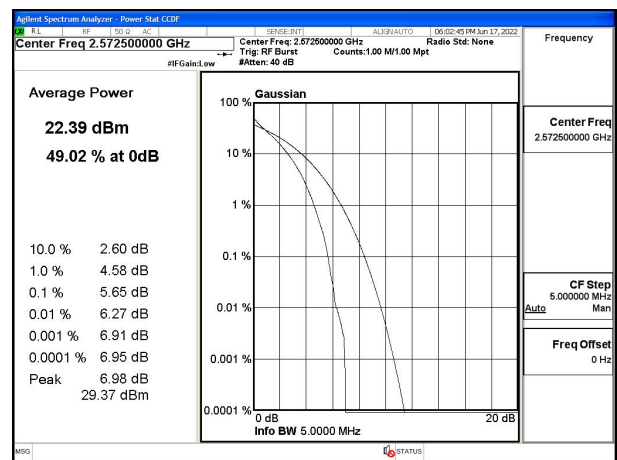 Agilent Spectrum Analyzer - Power Stat CCDF
RL RF 50 Ω AC SENSE:INT ALIGN AUTO 06:02:45 PM Jun 17, 2022
Center Freq 2.572500000 GHz
Center Freq: 2.572500000 GHz Radio Std: None
Trig: RF Burst Counts:1.00 M/1.00 Mpt
#IFGain:Low #Atten: 40 dB
Frequency
Average Power
22.39 dBm
49.02 % at 0dB
10.0 % 2.60 dB
1.0 % 4.58 dB
0.1 % 5.65 dB
0.01 % 6.27 dB
0.001 % 6.91 dB
0.0001 % 6.95 dB
Peak 6.98 dB
29.37 dBm
Gaussian
100 %
10 %
1 %
0.1 %
0.01 %
0.001 %
0.0001 %
0 dB 20 dB
Info BW 5.0000 MHz
Center Freq
2.572500000 GHz
CF Step
5.000000 MHz
Auto Man
Freq Offset
0 Hz
MSG STATUS